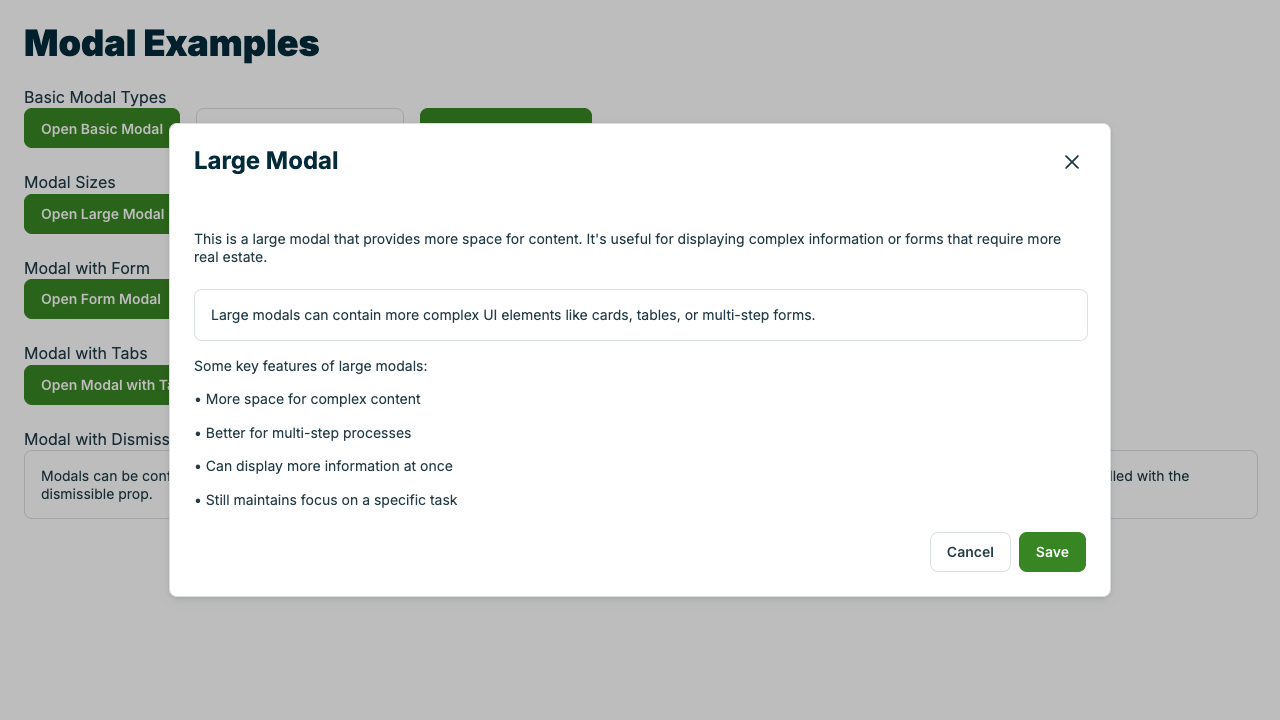 Modal Examples
Basic Modal Types
Open Basic Modal
Modal Sizes
Open Large Modal
Modal with Form
Open Form Modal
Modal with Tabs
Open Modal with
Modal with
Modals can be
with the
dismissible prop.
Large Modal
This is a large modal that provides more space for content. It's useful for displaying complex information or forms that require more
real estate.
Large modals can contain more complex UI elements like cards, tables, or multi-step forms.
Some key features of large modals:
• More space for complex content
• Better for multi-step processes
• Can display more information at once
• Still maintains focus on a specific task
Cancel
Save